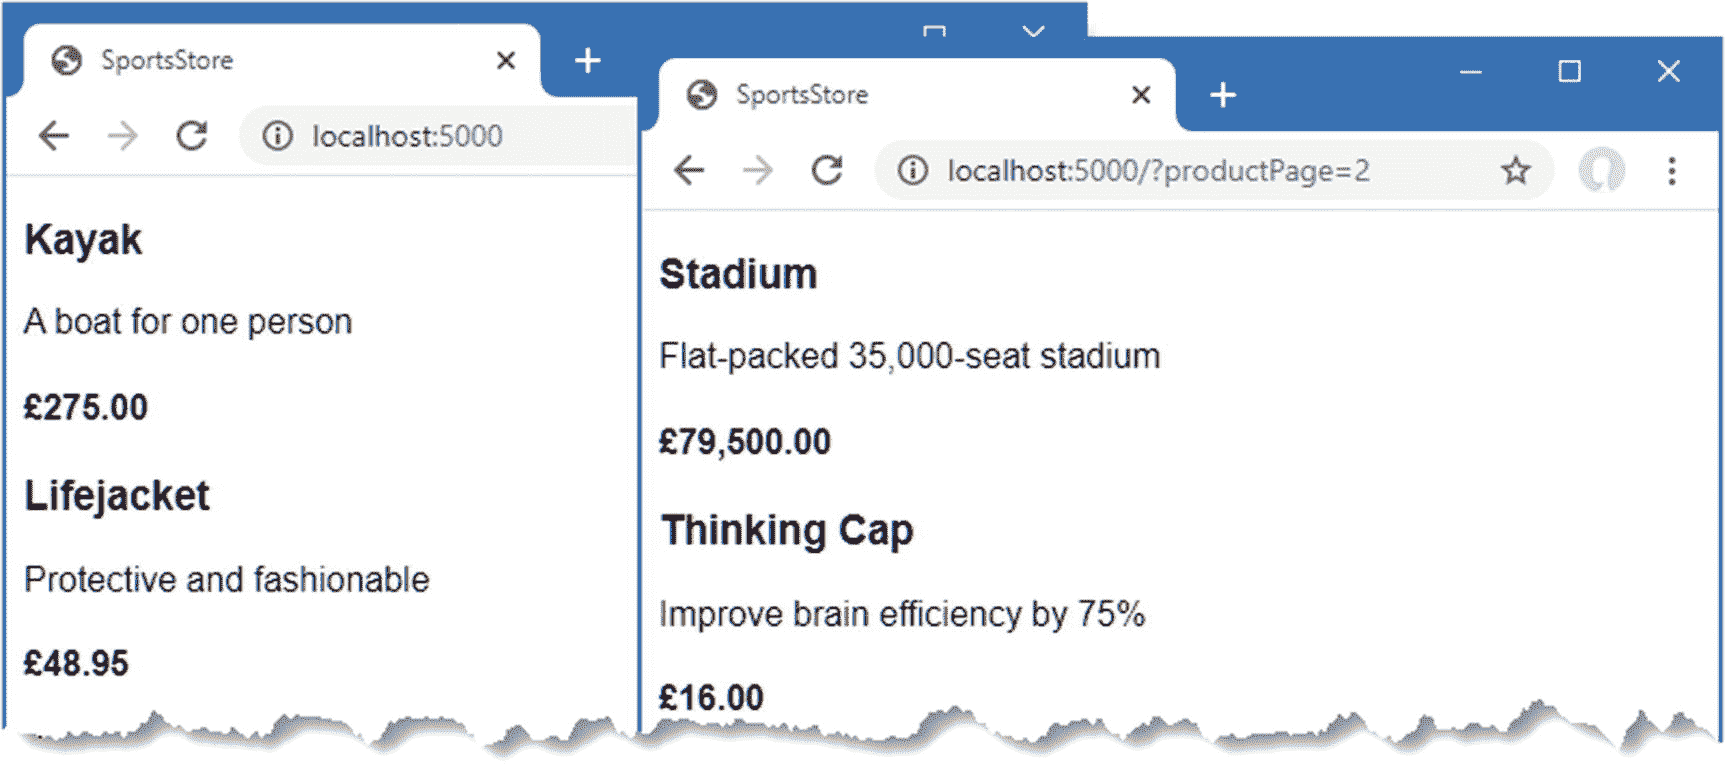 SportsStore
localhost:5000
Kayak
A boat for one person
£275.00
Lifejacket
Protective and fashionable
£48.95
SportsStore
localhost:5000/?productPage=2
Stadium
Flat-packed 35,000-seat stadium
£79,500.00
Thinking Cap
Improve brain efficiency by 75%
£16.00